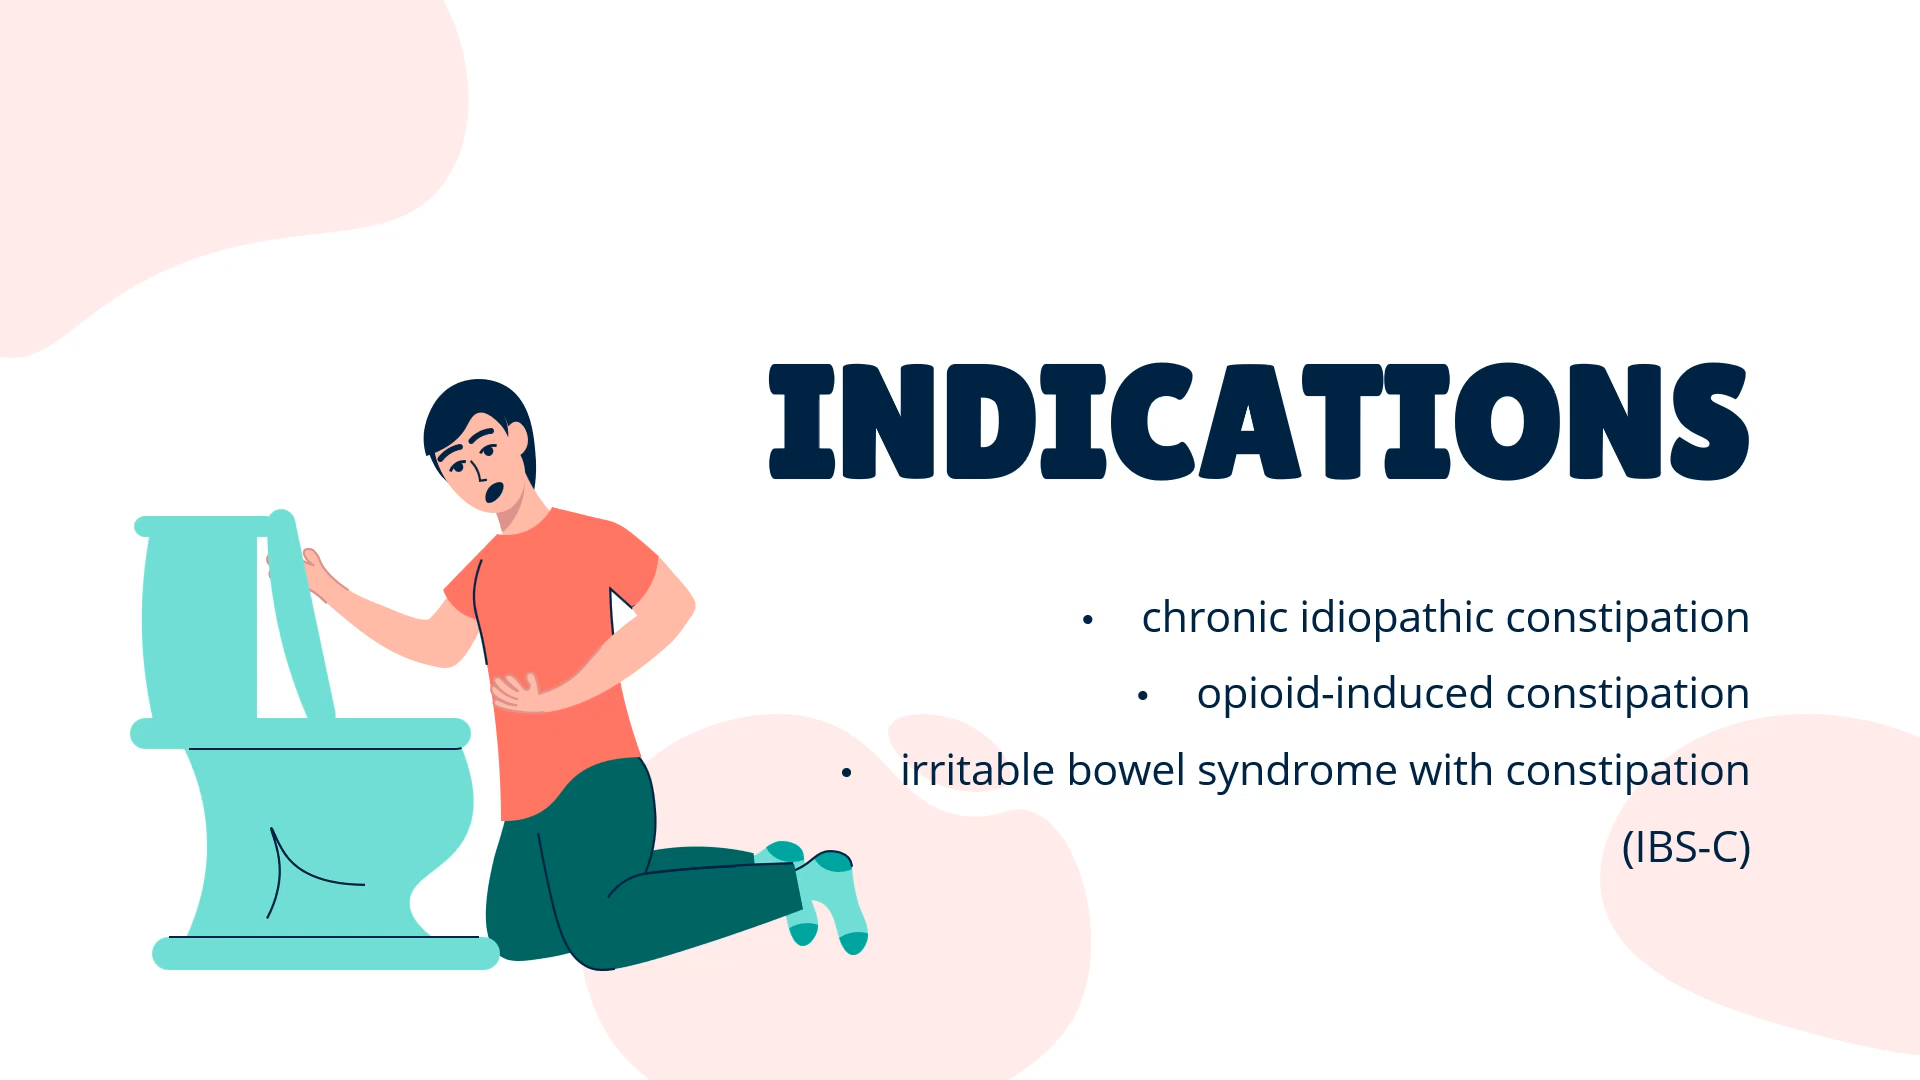 INDICATIONS
• chronic idiopathic constipation
• opioid-induced constipation
• irritable bowel syndrome with constipation
(IBS-C)